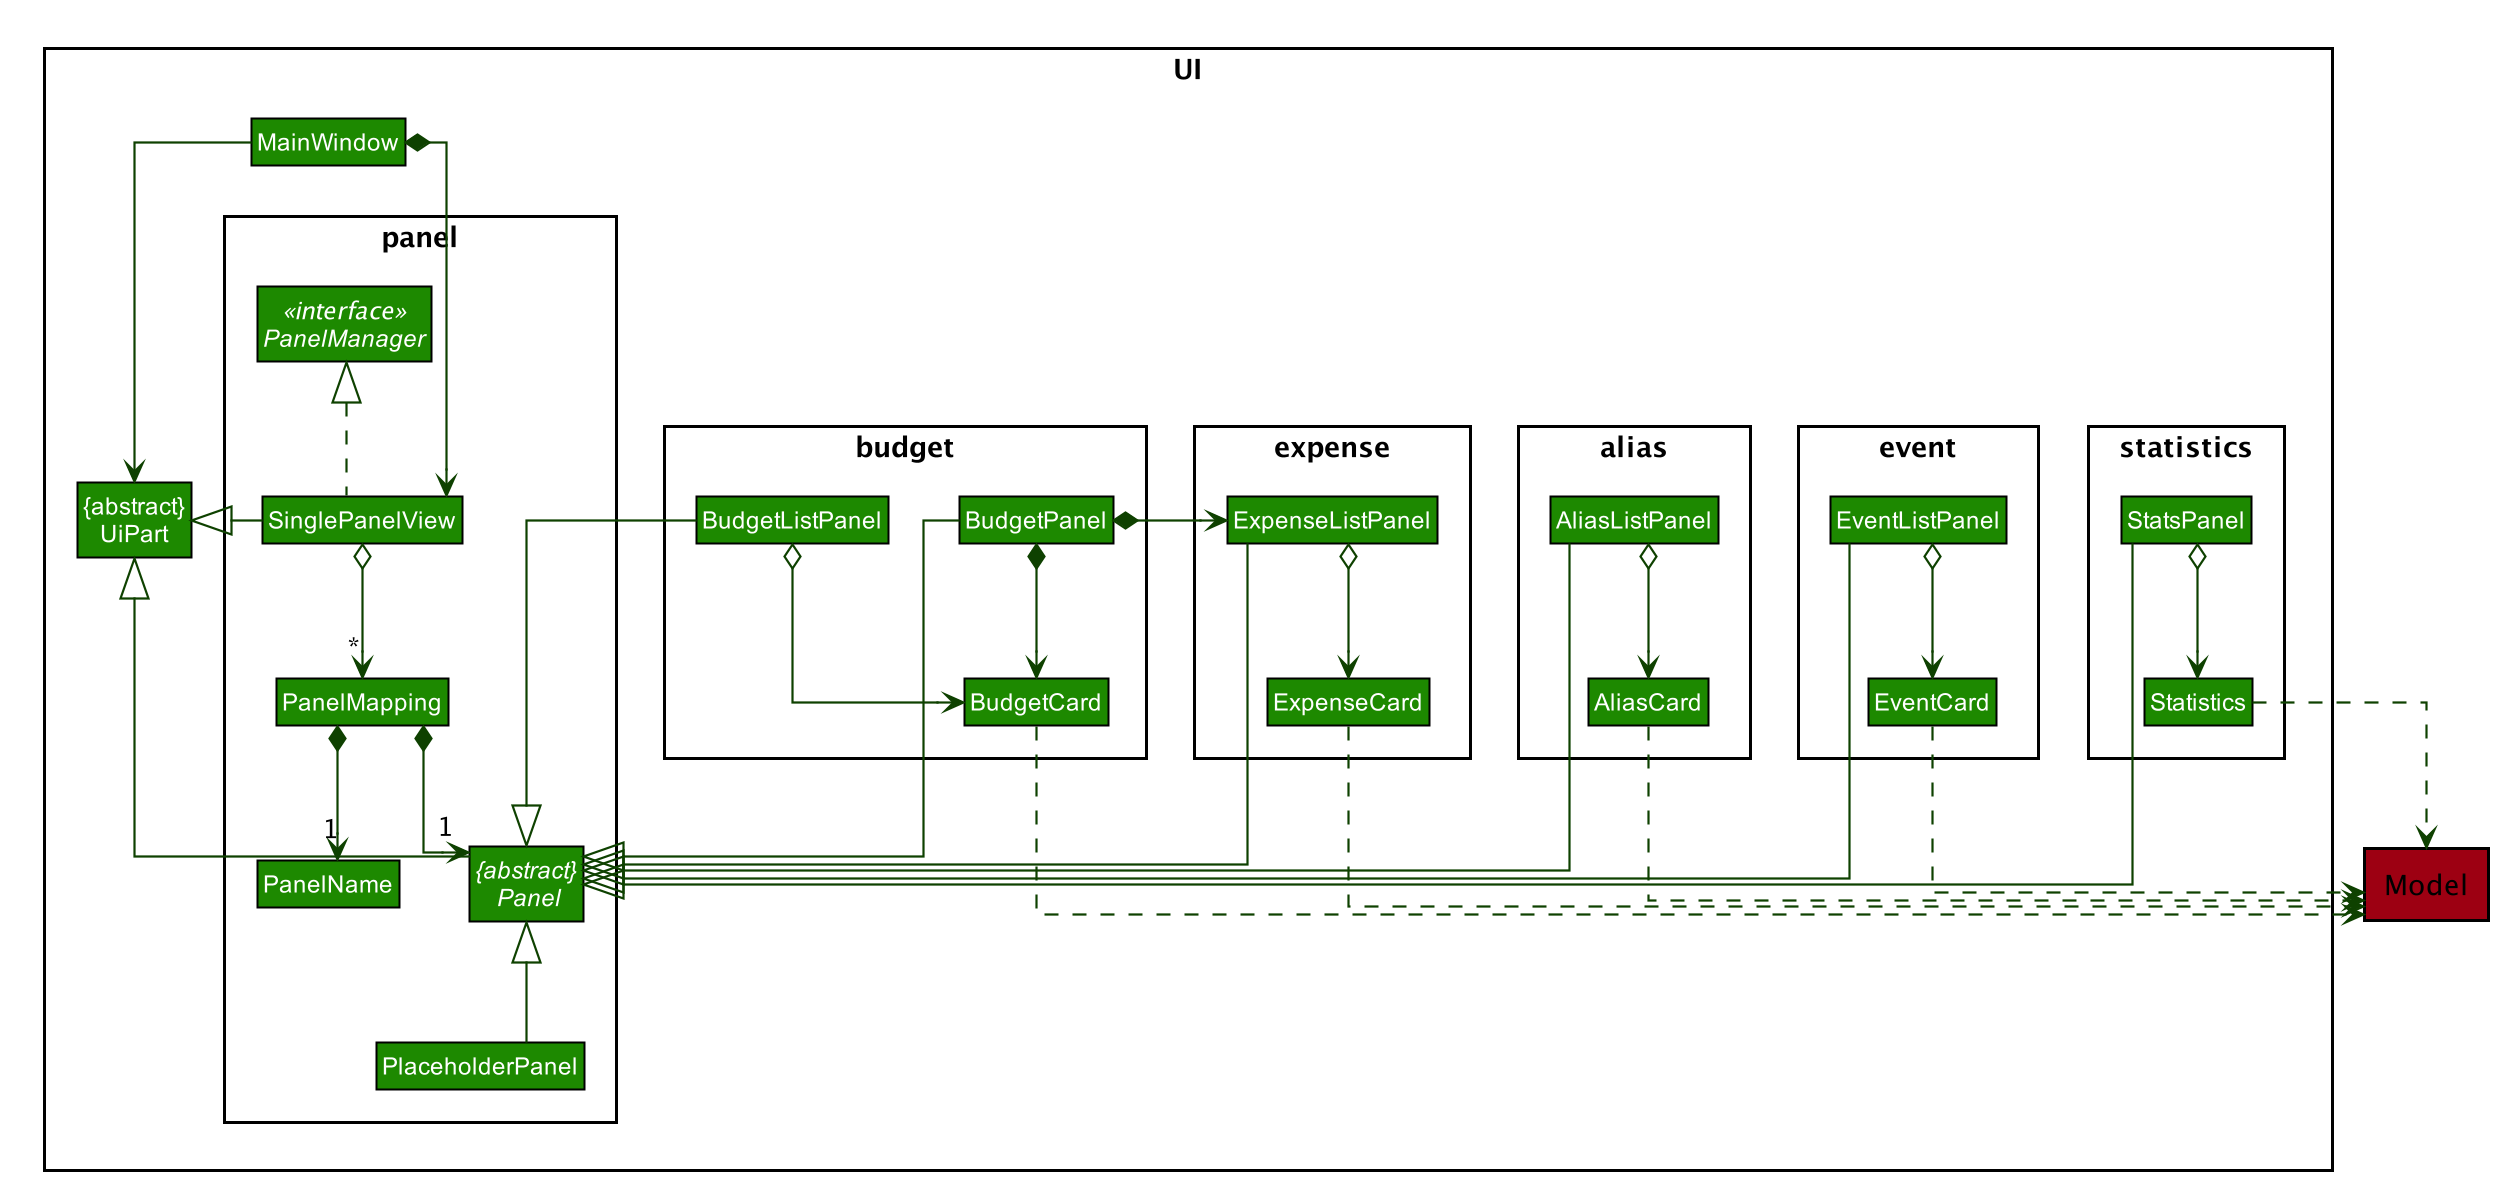 UI
MainWindow
panel
«interface»
PanelManager
budget
expense
alias
event
statistics
{abstract}
UiPart
SinglePanelView
BudgetListPanel
BudgetPanel
ExpenseListPanel
AliasListPanel
EventListPanel
StatsPanel
*
PanelMapping
BudgetCard
ExpenseCard
AliasCard
EventCard
Statistics
1
1
PanelName
{abstract}
Panel
Model
PlaceholderPanel